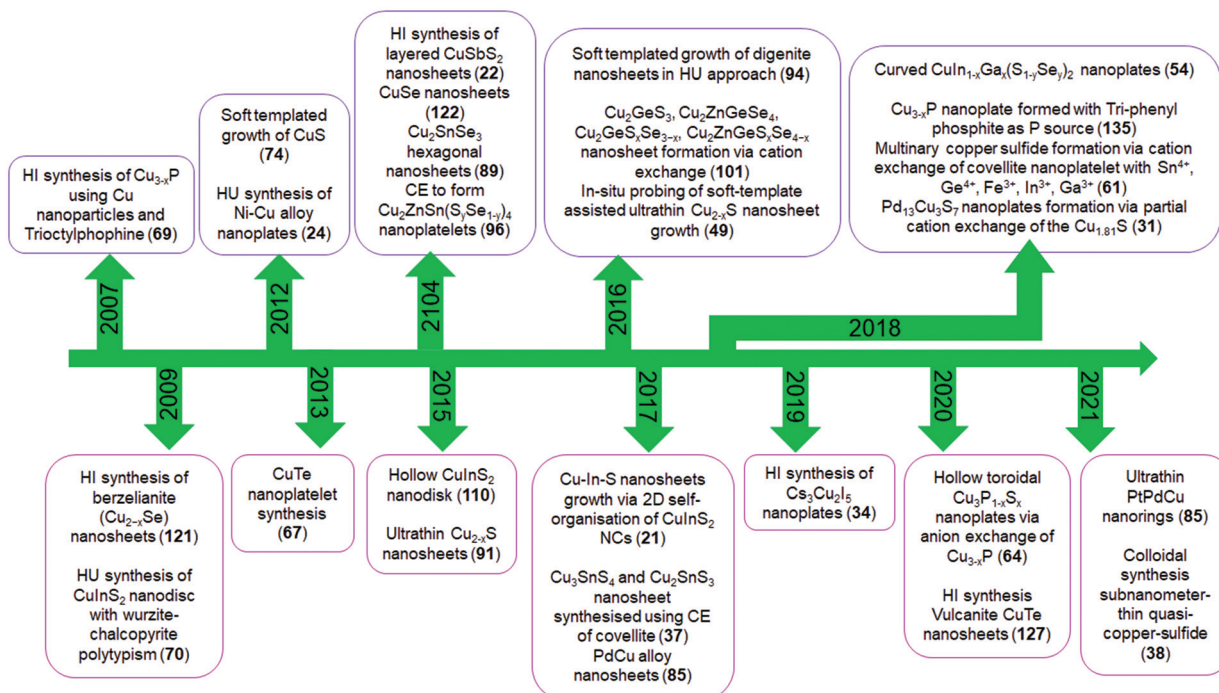 HI synthesis of Cu₃₋ₓP
using Cu
nanoparticles and
Trioctylphophine (69)
Soft templated
growth of CuS
(74)
HU synthesis of
Ni-Cu alloy
nanoplates (24)
HI synthesis of
layered CuSbS₂
nanosheets (22)
CuSe nanosheets
(122)
Cu₂SnSe₃
hexagonal
nanosheets (89)
CE to form
Cu₂ZnSn(SᵧSe₁₋ᵧ)₄
nanoplatelets (96)
Soft templated growth of digenite
nanosheets in HU approach (94)
Cu₂GeS₃, Cu₂ZnGeSe₄,
Cu₂GeSₓSe₃₋ₓ, Cu₂ZnGeSₓSe₄₋ₓ
nanosheet formation via cation
exchange (101)
In-situ probing of soft-template
assisted ultrathin Cu₂₋ₓS nanosheet
growth (49)
Curved CuIn₁₋ₓGaₓ(S₁₋ᵧSeᵧ)₂ nanoplates (54)
Cu₃₋ₓP nanoplate formed with Tri-phenyl
phosphite as P source (135)
Multinary copper sulfide formation via cation
exchange of covellite nanoplatelet with Sn⁴⁺,
Ge⁴⁺, Fe³⁺, In³⁺, Ga³⁺ (61)
Pd₁₃Cu₃S₇ nanoplates formation via partial
cation exchange of the Cu₁.₈₁S (31)
2007
2012
2104
2016
2018
2009
2013
2015
2017
2019
2020
2021
HI synthesis of
berzelianite
(Cu₂₋ₓSe)
nanosheets (121)
HU synthesis of
CuInS₂ nanodisc
with wurzite-
chalcopyrite
polytypism (70)
CuTe
nanoplatelet
synthesis
(67)
Hollow CuInS₂
nanodisk (110)
Ultrathin Cu₂₋ₓS
nanosheets (91)
Cu-In-S nanosheets
growth via 2D self-
organisation of CuInS₂
NCs (21)
Cu₃SnS₄ and Cu₂SnS₃
nanosheet
synthesised using CE
of covellite (37)
PdCu alloy
nanosheets (85)
HI synthesis of
Cs₃Cu₂I₅
nanoplates (34)
Hollow toroidal
Cu₃P₁₋ₓSₓ
nanoplates via
anion exchange of
Cu₃₋ₓP (64)
HI synthesis
Vulcanite CuTe
nanosheets (127)
Ultrathin
PtPdCu
nanorings (85)
Colloidal
synthesis
subnanometer-
thin quasi-
copper-sulfide
(38)